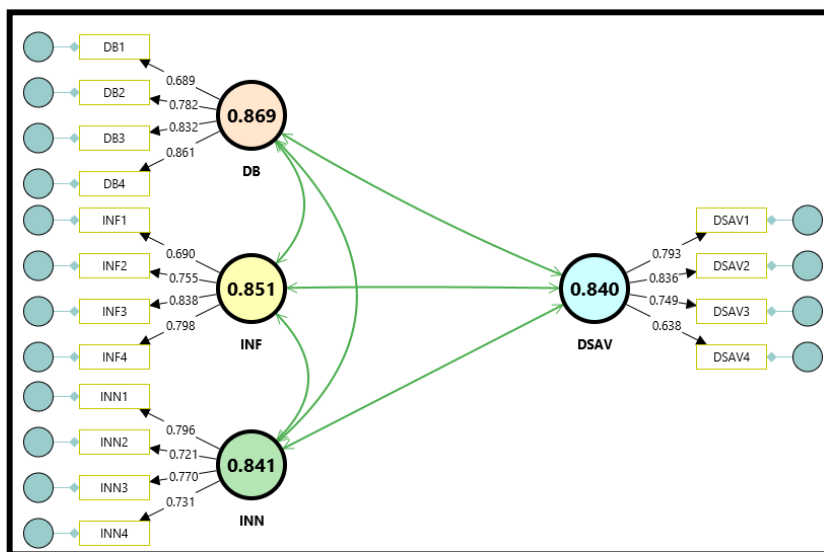 DB1
0.689
DB2
0.782
DB3
0.832
DB4
0.861
0.869
DB
INF1
0.690
INF2
0.755
INF3
0.838
INF4
0.798
0.851
INF
INN1
0.796
INN2
0.721
INN3
0.770
INN4
0.731
0.841
INN
0.840
DSAV
DSAV1
0.793
DSAV2
0.836
DSAV3
0.749
DSAV4
0.638